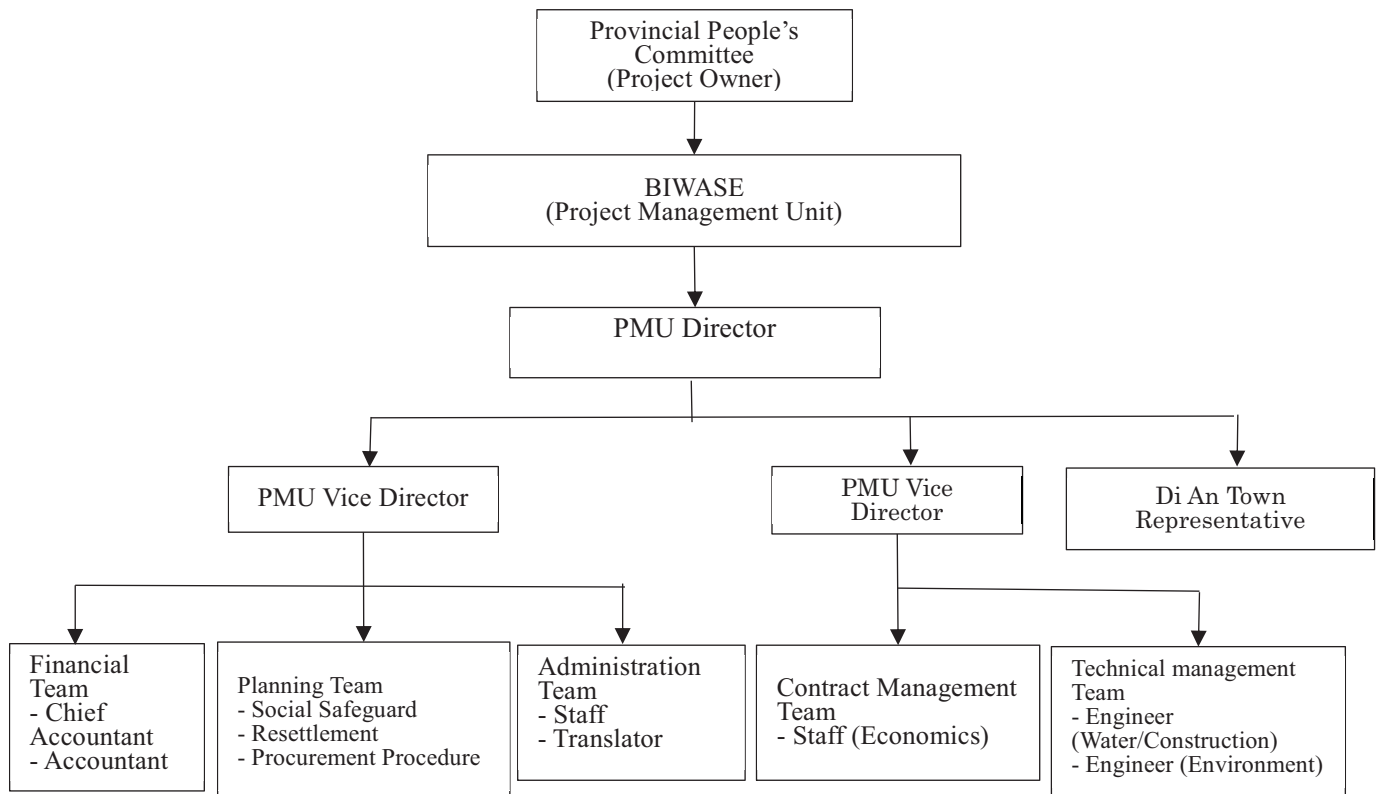 Provincial People's
Committee
(Project Owner)
BIWASE
(Project Management Unit)
PMU Director
PMU Vice Director
PMU Vice
Director
Di An Town
Representative
Financial
Team
- Chief
Accountant
- Accountant
Planning Team
- Social Safeguard
- Resettlement
- Procurement Procedure
Administration
Team
- Staff
- Translator
Contract Management
Team
- Staff (Economics)
Technical management
Team
- Engineer
(Water/Construction)
- Engineer (Environment)